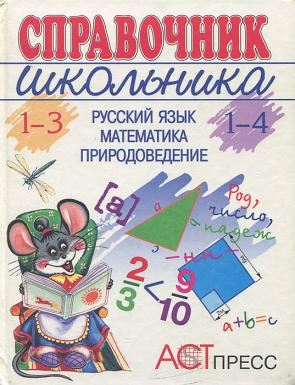 СПРАВОЧНИК
школьника
1–3 РУССКИЙ ЯЗЫК 1–4
МАТЕМАТИКА
ПРИРОДОВЕДЕНИЕ
[a]
Род,
число,
падеж
-нн-
a
2/3 < 9/10
a+b=c
АСТ ПРЕСС